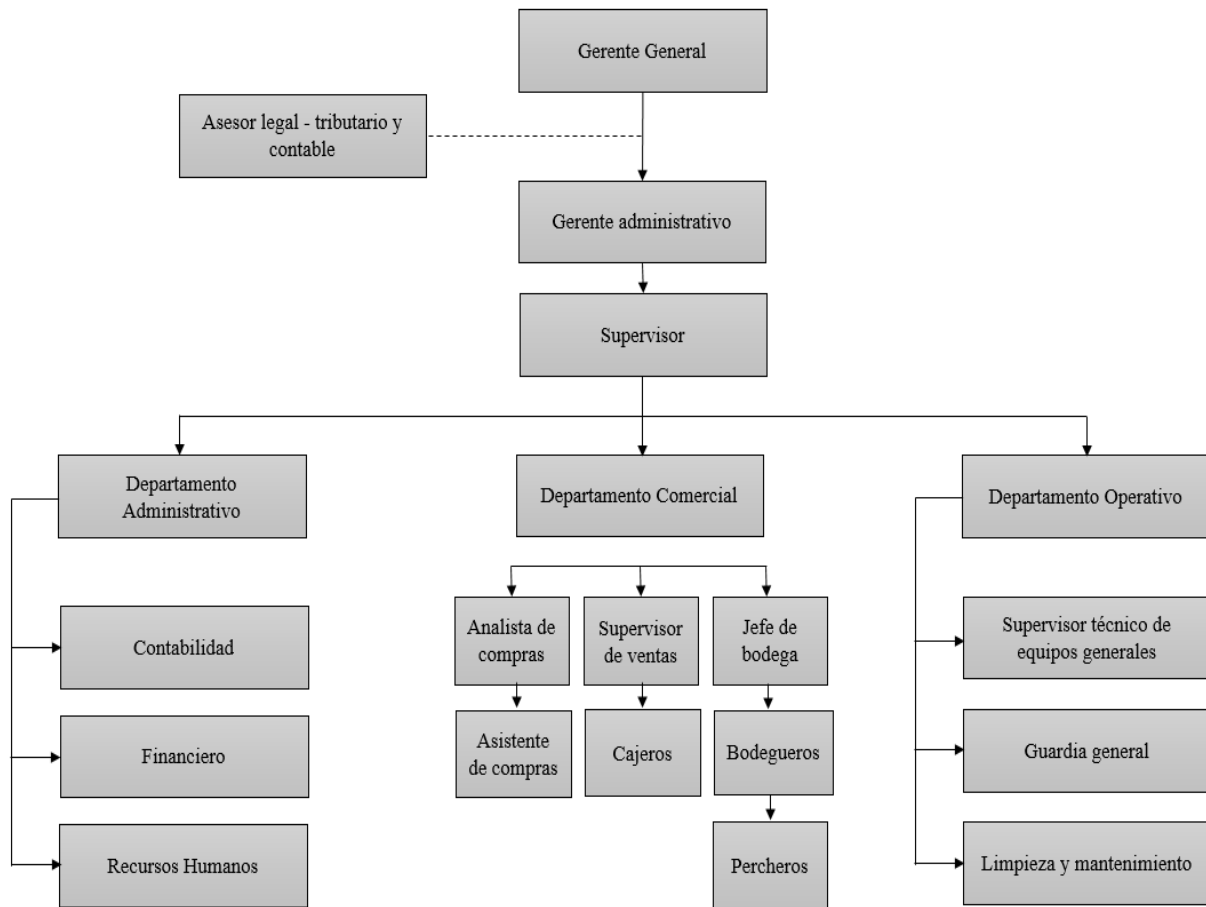 Gerente General
Asesor legal - tributario y
contable
Gerente administrativo
Supervisor
Departamento
Administrativo
Departamento Comercial
Departamento Operativo
Contabilidad
Financiero
Recursos Humanos
Analista de
compras
Supervisor
de ventas
Jefe de
bodega
Asistente
de compras
Cajeros
Bodegueros
Percheros
Supervisor técnico de
equipos generales
Guardia general
Limpieza y mantenimiento